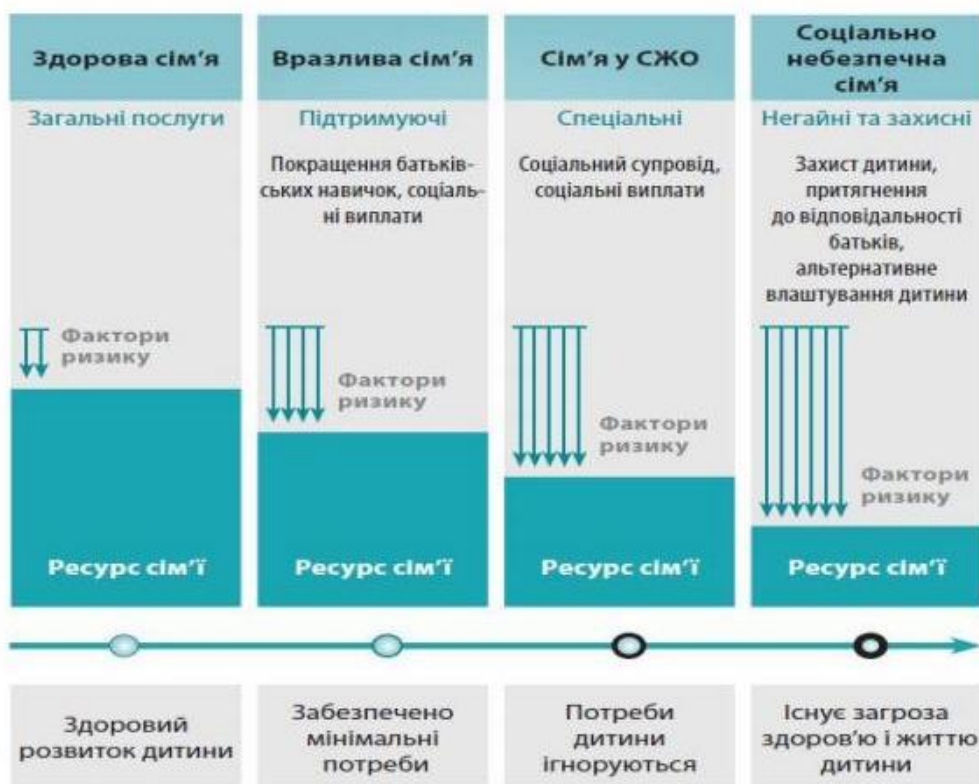 Здорова сім’я
Загальні послуги
Фактори
ризику
Ресурс сім’ї
Здоровий
розвиток дитини
Вразлива сім’я
Підтримуючі
Покращення батьків-
ських навичок, соціаль-
ні виплати
Фактори
ризику
Ресурс сім’ї
Забезпечено
мінімальні
потреби
Сім’я у СЖО
Спеціальні
Соціальний супровід,
соціальні виплати
Фактори
ризику
Ресурс сім’ї
Потреби
дитини
ігноруються
Соціально
небезпечна
сім’я
Негайні та захисні
Захист дитини,
притягнення
до відповідальності
батьків,
альтернативне
влаштування дитини
Фактори
ризику
Ресурс сім’ї
Існує загроза
здоров’ю і життю
дитини